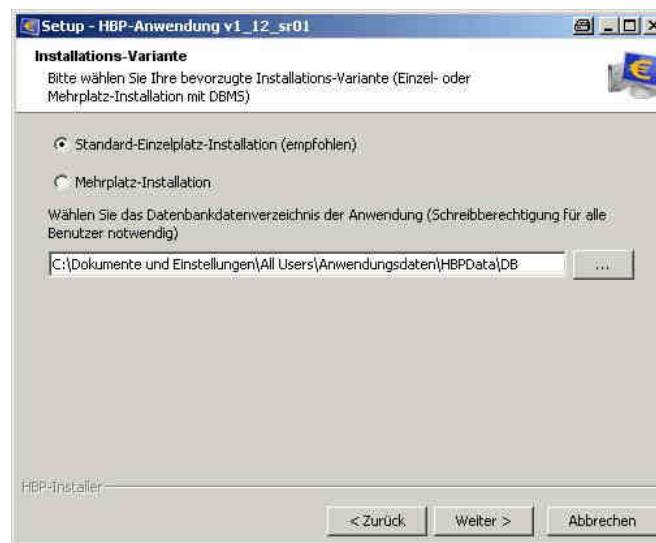 Setup - HBP-Anwendung v1_12_sr01
Installations-Variante
Bitte wählen Sie Ihre bevorzugte Installations-Variante (Einzel- oder
Mehrplatz-Installation mit DBMS)
Standard-Einzelplatz-Installation (empfohlen)
Mehrplatz-Installation
Wählen Sie das Datenbankdatenverzeichnis der Anwendung (Schreibberechtigung für alle
Benutzer notwendig)
C:\Dokumente und Einstellungen\All Users\Anwendungsdaten\HBPData\DB
...
HBP-Installer
< Zurück
Weiter >
Abbrechen